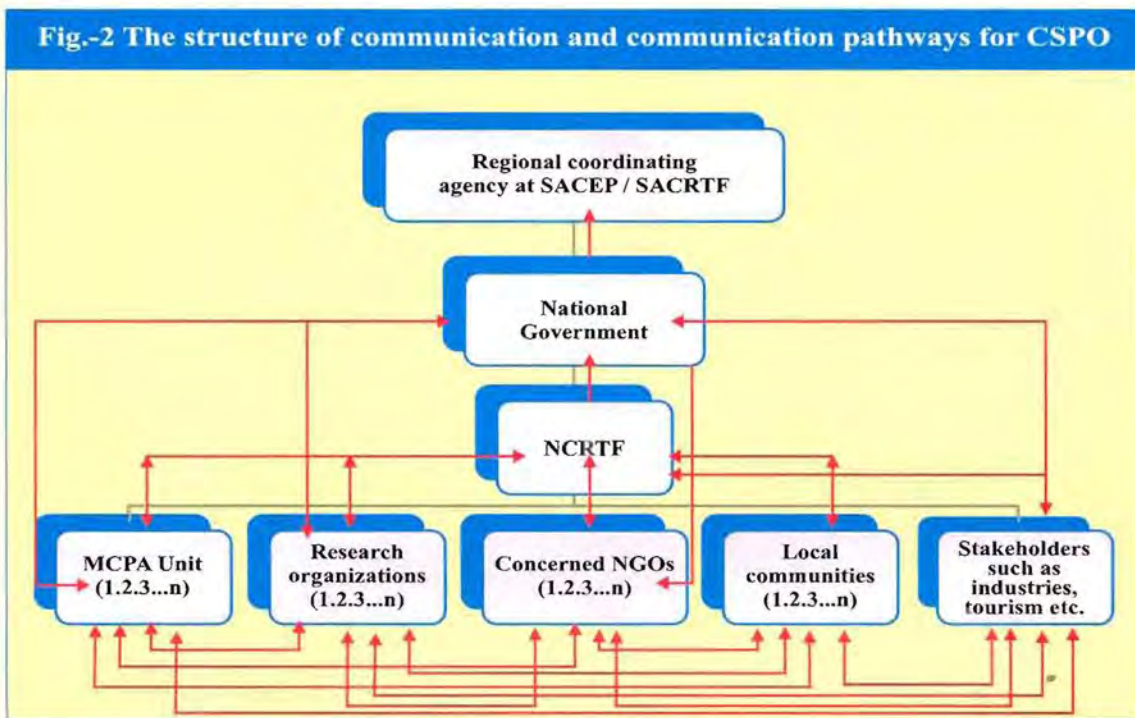 Fig.-2 The structure of communication and communication pathways for CSPO
Regional coordinating
agency at SACEP / SACRTF
National
Government
NCRTF
MCPA Unit
(1.2.3...n)
Research
organizations
(1.2.3...n)
Concerned NGOs
(1.2.3...n)
Local
communities
(1.2.3...n)
Stakeholders
such as
industries,
tourism etc.